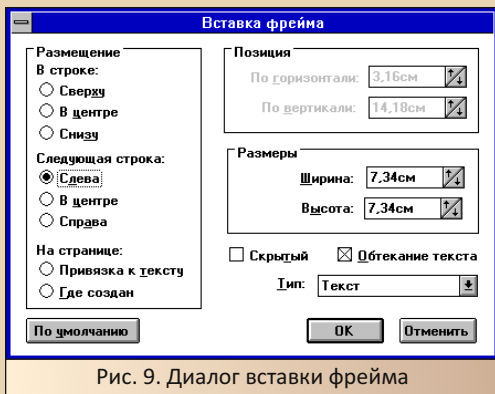 Вставка фрейма
Размещение
В строке:
Сверху
В центре
Снизу
Следующая строка:
Слева
В центре
Справа
На странице:
Привязка к тексту
Где создан
Позиция
По горизонтали: 3,16см
По вертикали: 14,18см
Размеры
Ширина: 7,34см
Высота: 7,34см
Скрытый Обтекание текста
Тип: Текст
По умолчанию OK Отменить
Рис. 9. Диалог вставки фрейма